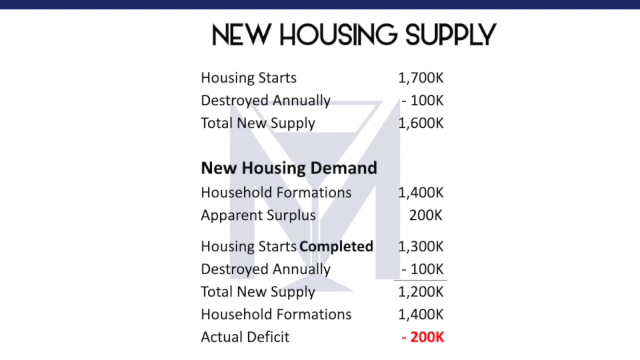 NEW HOUSING SUPPLY
Housing Starts 1,700K
Destroyed Annually - 100K
Total New Supply 1,600K
New Housing Demand
Household Formations 1,400K
Apparent Surplus 200K
Housing Starts Completed 1,300K
Destroyed Annually - 100K
Total New Supply 1,200K
Household Formations 1,400K
Actual Deficit - 200K